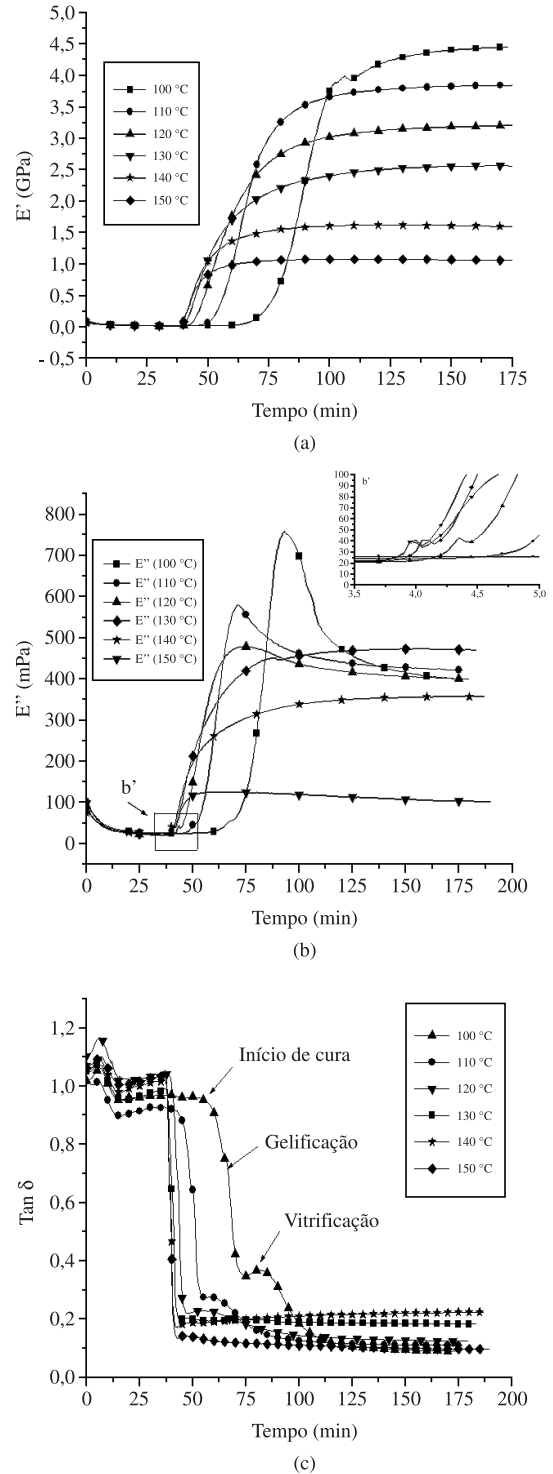 5,0
4,5
4,0
3,5
3,0
2,5
2,0
1,5
1,0
0,5
0,0
- 0,5
E’ (GPa)
100 °C
110 °C
120 °C
130 °C
140 °C
150 °C
0 25 50 75 100 125 150 175
Tempo (min)
(a)
100
90
80
70
60
50
40
30
20
10
0
b’
3,5 4,0 4,5 5,0
800
700
600
500
400
300
200
100
0
E” (mPa)
E” (100 °C)
E” (110 °C)
E” (120 °C)
E” (130 °C)
E” (140 °C)
E” (150 °C)
b’
0 25 50 75 100 125 150 175 200
Tempo (min)
(b)
1,2
1,0
0,8
0,6
0,4
0,2
0,0
Tan δ
Início de cura
Gelificação
Vitrificação
100 °C
110 °C
120 °C
130 °C
140 °C
150 °C
0 25 50 75 100 125 150 175 200
Tempo (min)
(c)